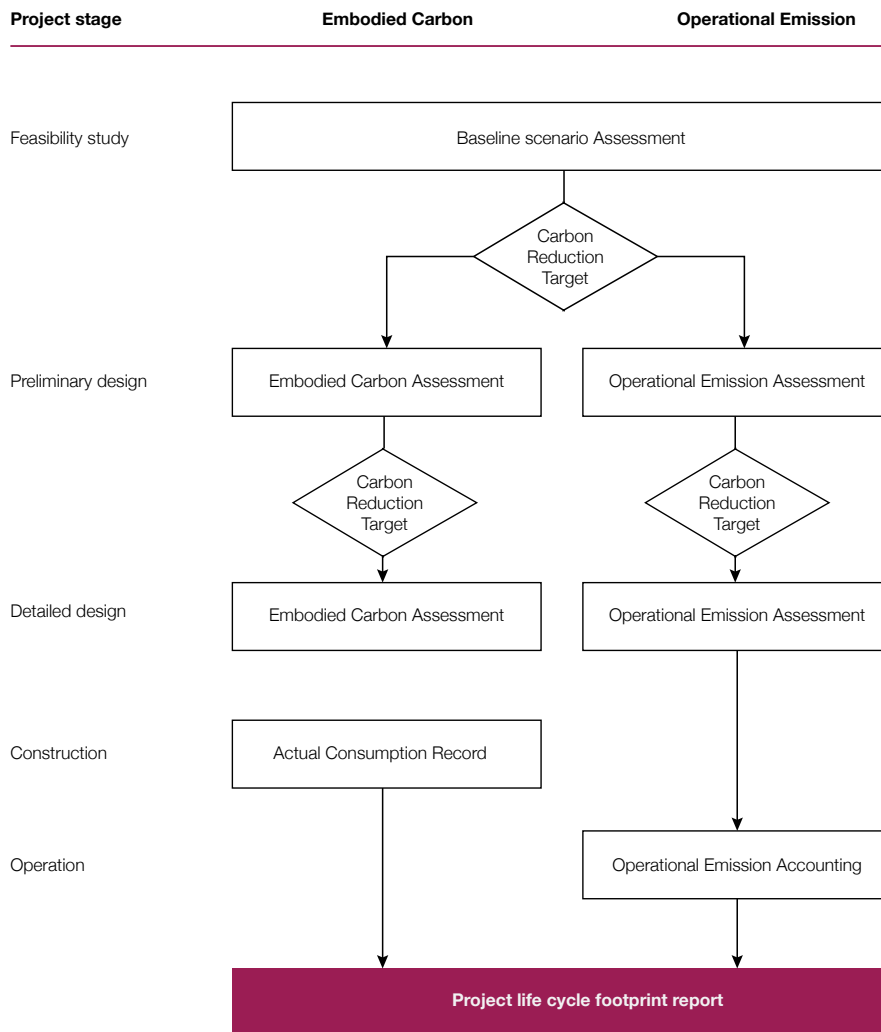 Project stage
Embodied Carbon
Operational Emission
Feasibility study
Baseline scenario Assessment
Carbon
Reduction
Target
Preliminary design
Embodied Carbon Assessment
Operational Emission Assessment
Carbon
Reduction
Target
Carbon
Reduction
Target
Detailed design
Embodied Carbon Assessment
Operational Emission Assessment
Construction
Actual Consumption Record
Operation
Operational Emission Accounting
Project life cycle footprint report